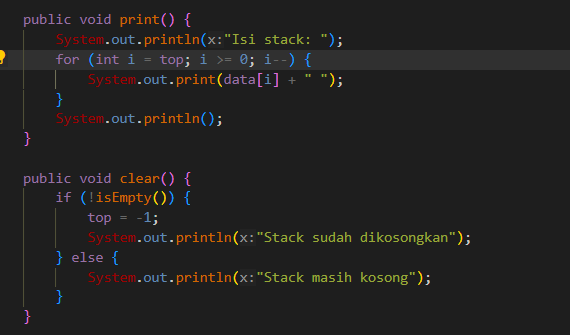 public void print() {
System.out.println(x:"Isi stack: ");
for (int i = top; i >= 0; i--) {
System.out.print(data[i] + " ");
}
System.out.println();
}
public void clear() {
if (!isEmpty()) {
top = -1;
System.out.println(x:"Stack sudah dikosongkan");
} else {
System.out.println(x:"Stack masih kosong");
}
}